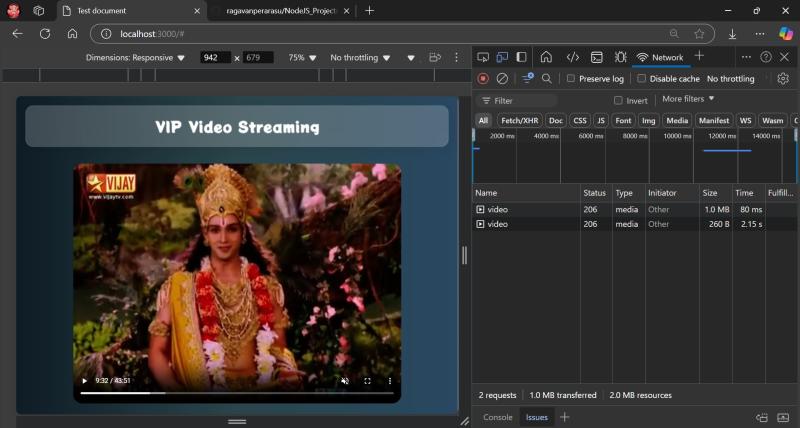 Test document
ragavanperarasu/NodeJS_Project
localhost:3000/#
Dimensions: Responsive 942 x 679 75% No throttling
Network
Preserve log Disable cache No throttling
Filter Invert More filters
All Fetch/XHR Doc CSS JS Font Img Media Manifest WS Wasm
2000 ms 4000 ms 6000 ms 8000 ms 10000 ms 12000 ms 14000 ms
Name Status Type Initiator Size Time Fulfill...
video 206 media Other 1.0 MB 80 ms
video 206 media Other 260 B 2.15 s
2 requests 1.0 MB transferred 2.0 MB resources
Console Issues
VIP Video Streaming
VIJAY
www.vijaytv.com
9:32 / 43:51